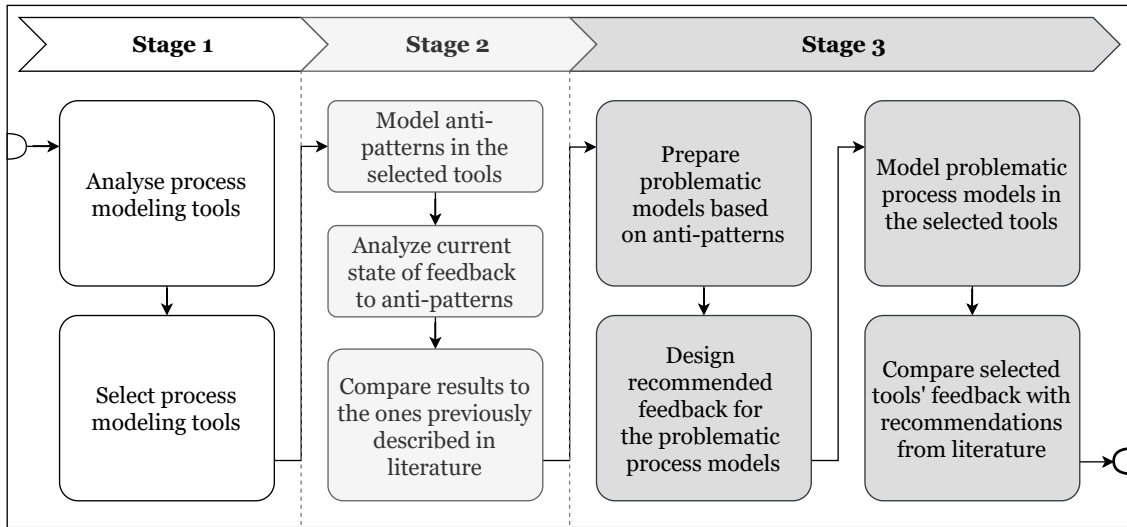 Stage 1
Stage 2
Stage 3
Analyse process
modeling tools
Select process
modeling tools
Model anti-
patterns in the
selected tools
Analyze current
state of feedback
to anti-patterns
Compare results to
the ones previously
described in
literature
Prepare
problematic
models based
on anti-patterns
Design
recommended
feedback for
the problematic
process models
Model problematic
process models in
the selected tools
Compare selected
tools' feedback with
recommendations
from literature